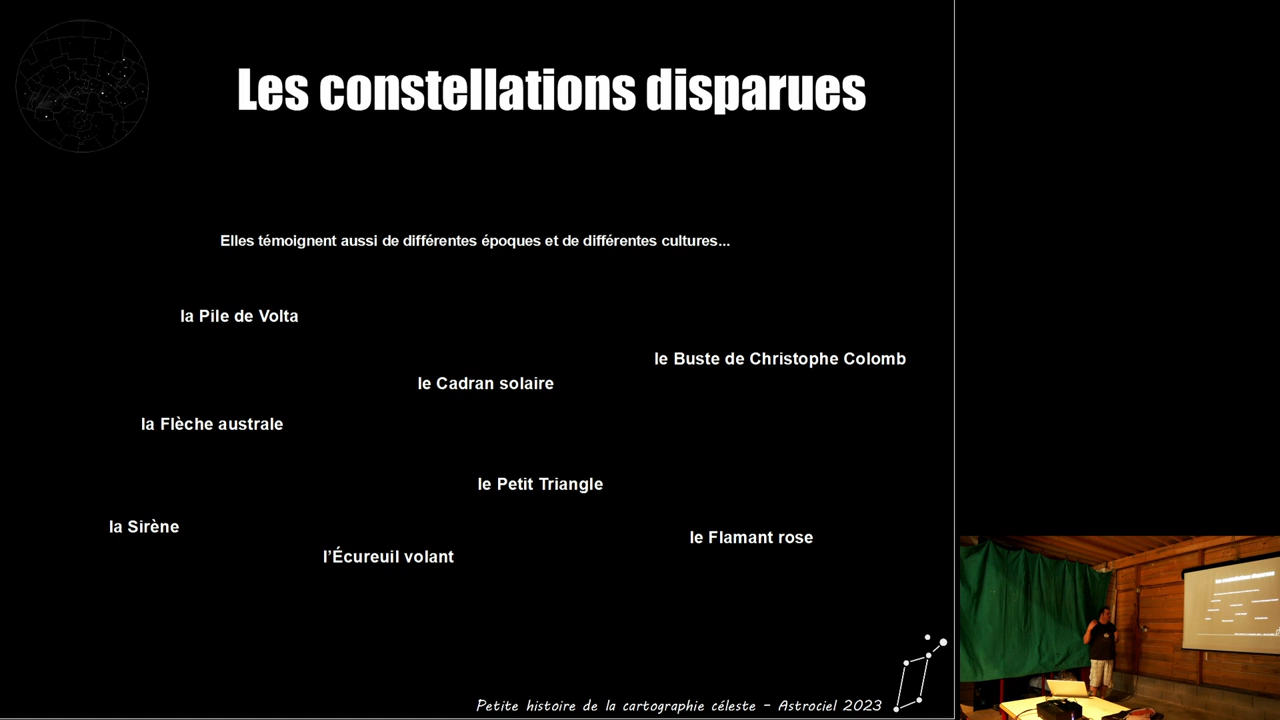 Les constellations disparues
Elles témoignent aussi de différentes époques et de différentes cultures...
la Pile de Volta
le Buste de Christophe Colomb
le Cadran solaire
la Flèche australe
le Petit Triangle
la Sirène
le Flamant rose
l'Écureuil volant
Petite histoire de la cartographie céleste - Astrociel 2023